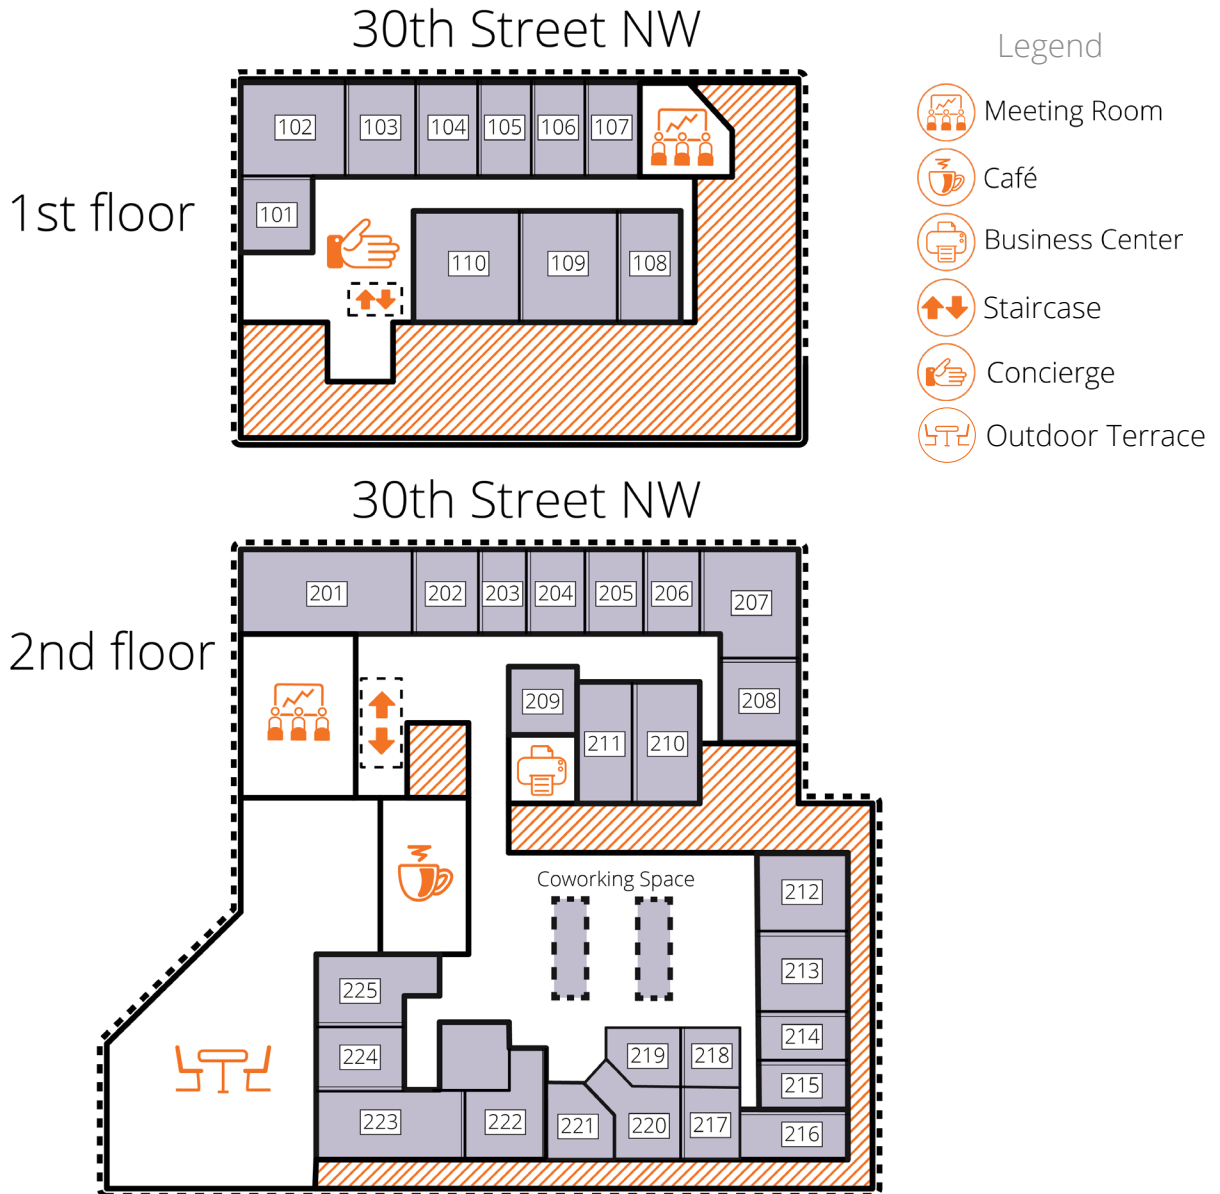 30th Street NW
Legend
Meeting Room
Café
Business Center
Staircase
Concierge
Outdoor Terrace
1st floor
102
103
104
105
106
107
101
110
109
108
30th Street NW
2nd floor
201
202
203
204
205
206
207
208
209
211
210
Coworking Space
212
213
214
215
216
225
224
223
222
221
220
219
218
217